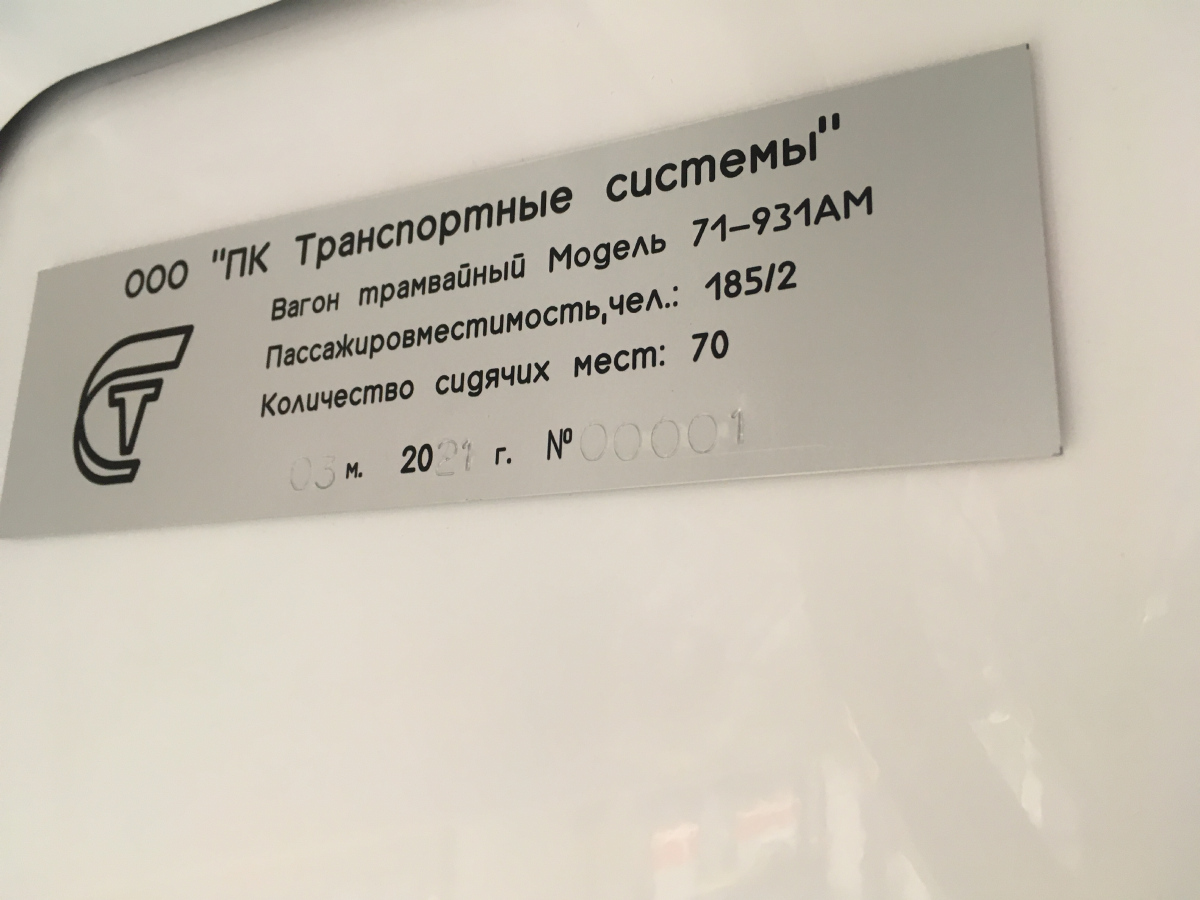 ООО "ПК Транспортные системы"
Вагон трамвайный Модель 71-931АМ
Пассажировместимость,чел.: 185/2
Количество сидячих мест: 70
03 м. 2021 г. №00001